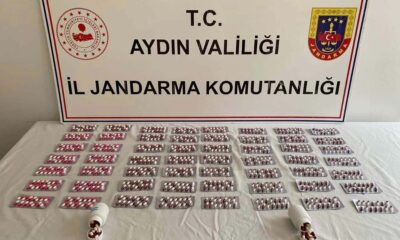 T.C.
AYDIN VALİLİĞİ
İL JANDARMA KOMUTANLIĞI
JANDARMA